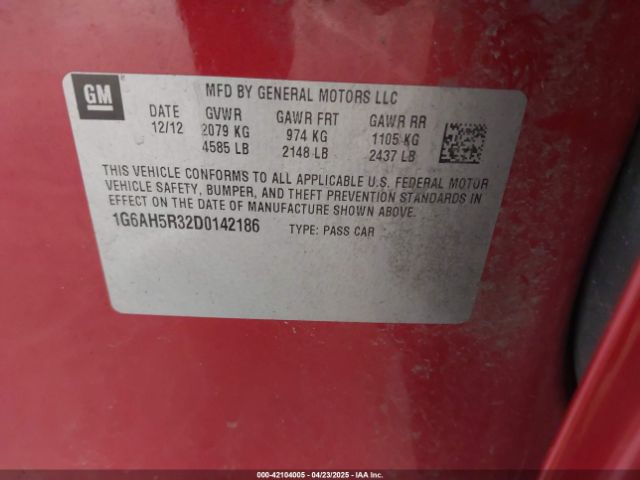 GM
MFD BY GENERAL MOTORS LLC
DATE GVWR GAWR FRT GAWR RR
12/12 2079 KG 974 KG 1105 KG
4585 LB 2148 LB 2437 LB
THIS VEHICLE CONFORMS TO ALL APPLICABLE U.S. FEDERAL MOTOR
VEHICLE SAFETY, BUMPER, AND THEFT PREVENTION STANDARDS IN
EFFECT ON THE DATE OF MANUFACTURE SHOWN ABOVE.
1G6AH5R32D0142186 TYPE: PASS CAR
000-42104005 - 04/23/2025 - IAA Inc.